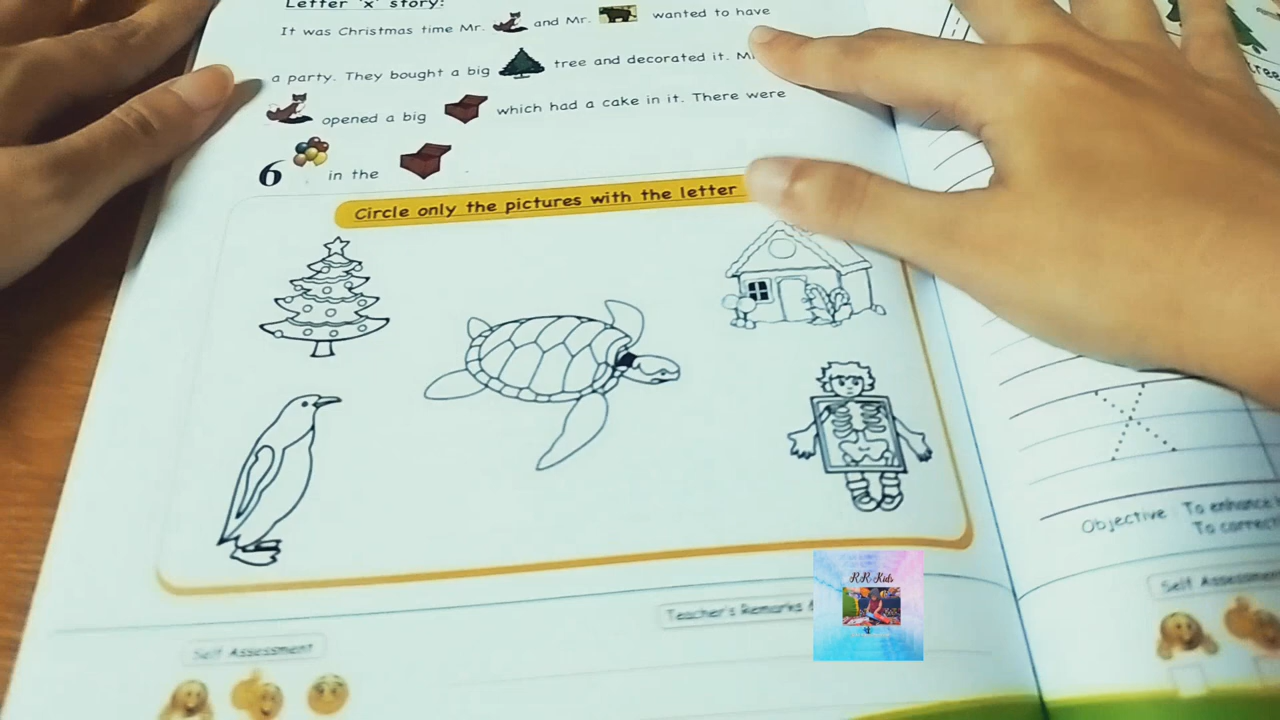 Letter 'x' story:
It was Christmas time Mr. and Mr. wanted to have
a party. They bought a big tree and decorated it.
opened a big which had a cake in it. There were
6 in the
Circle only the pictures with the letter
Objective To enhance
To correct
Teacher's Remarks
Self Assessment
Self Assessment
R.R Kids